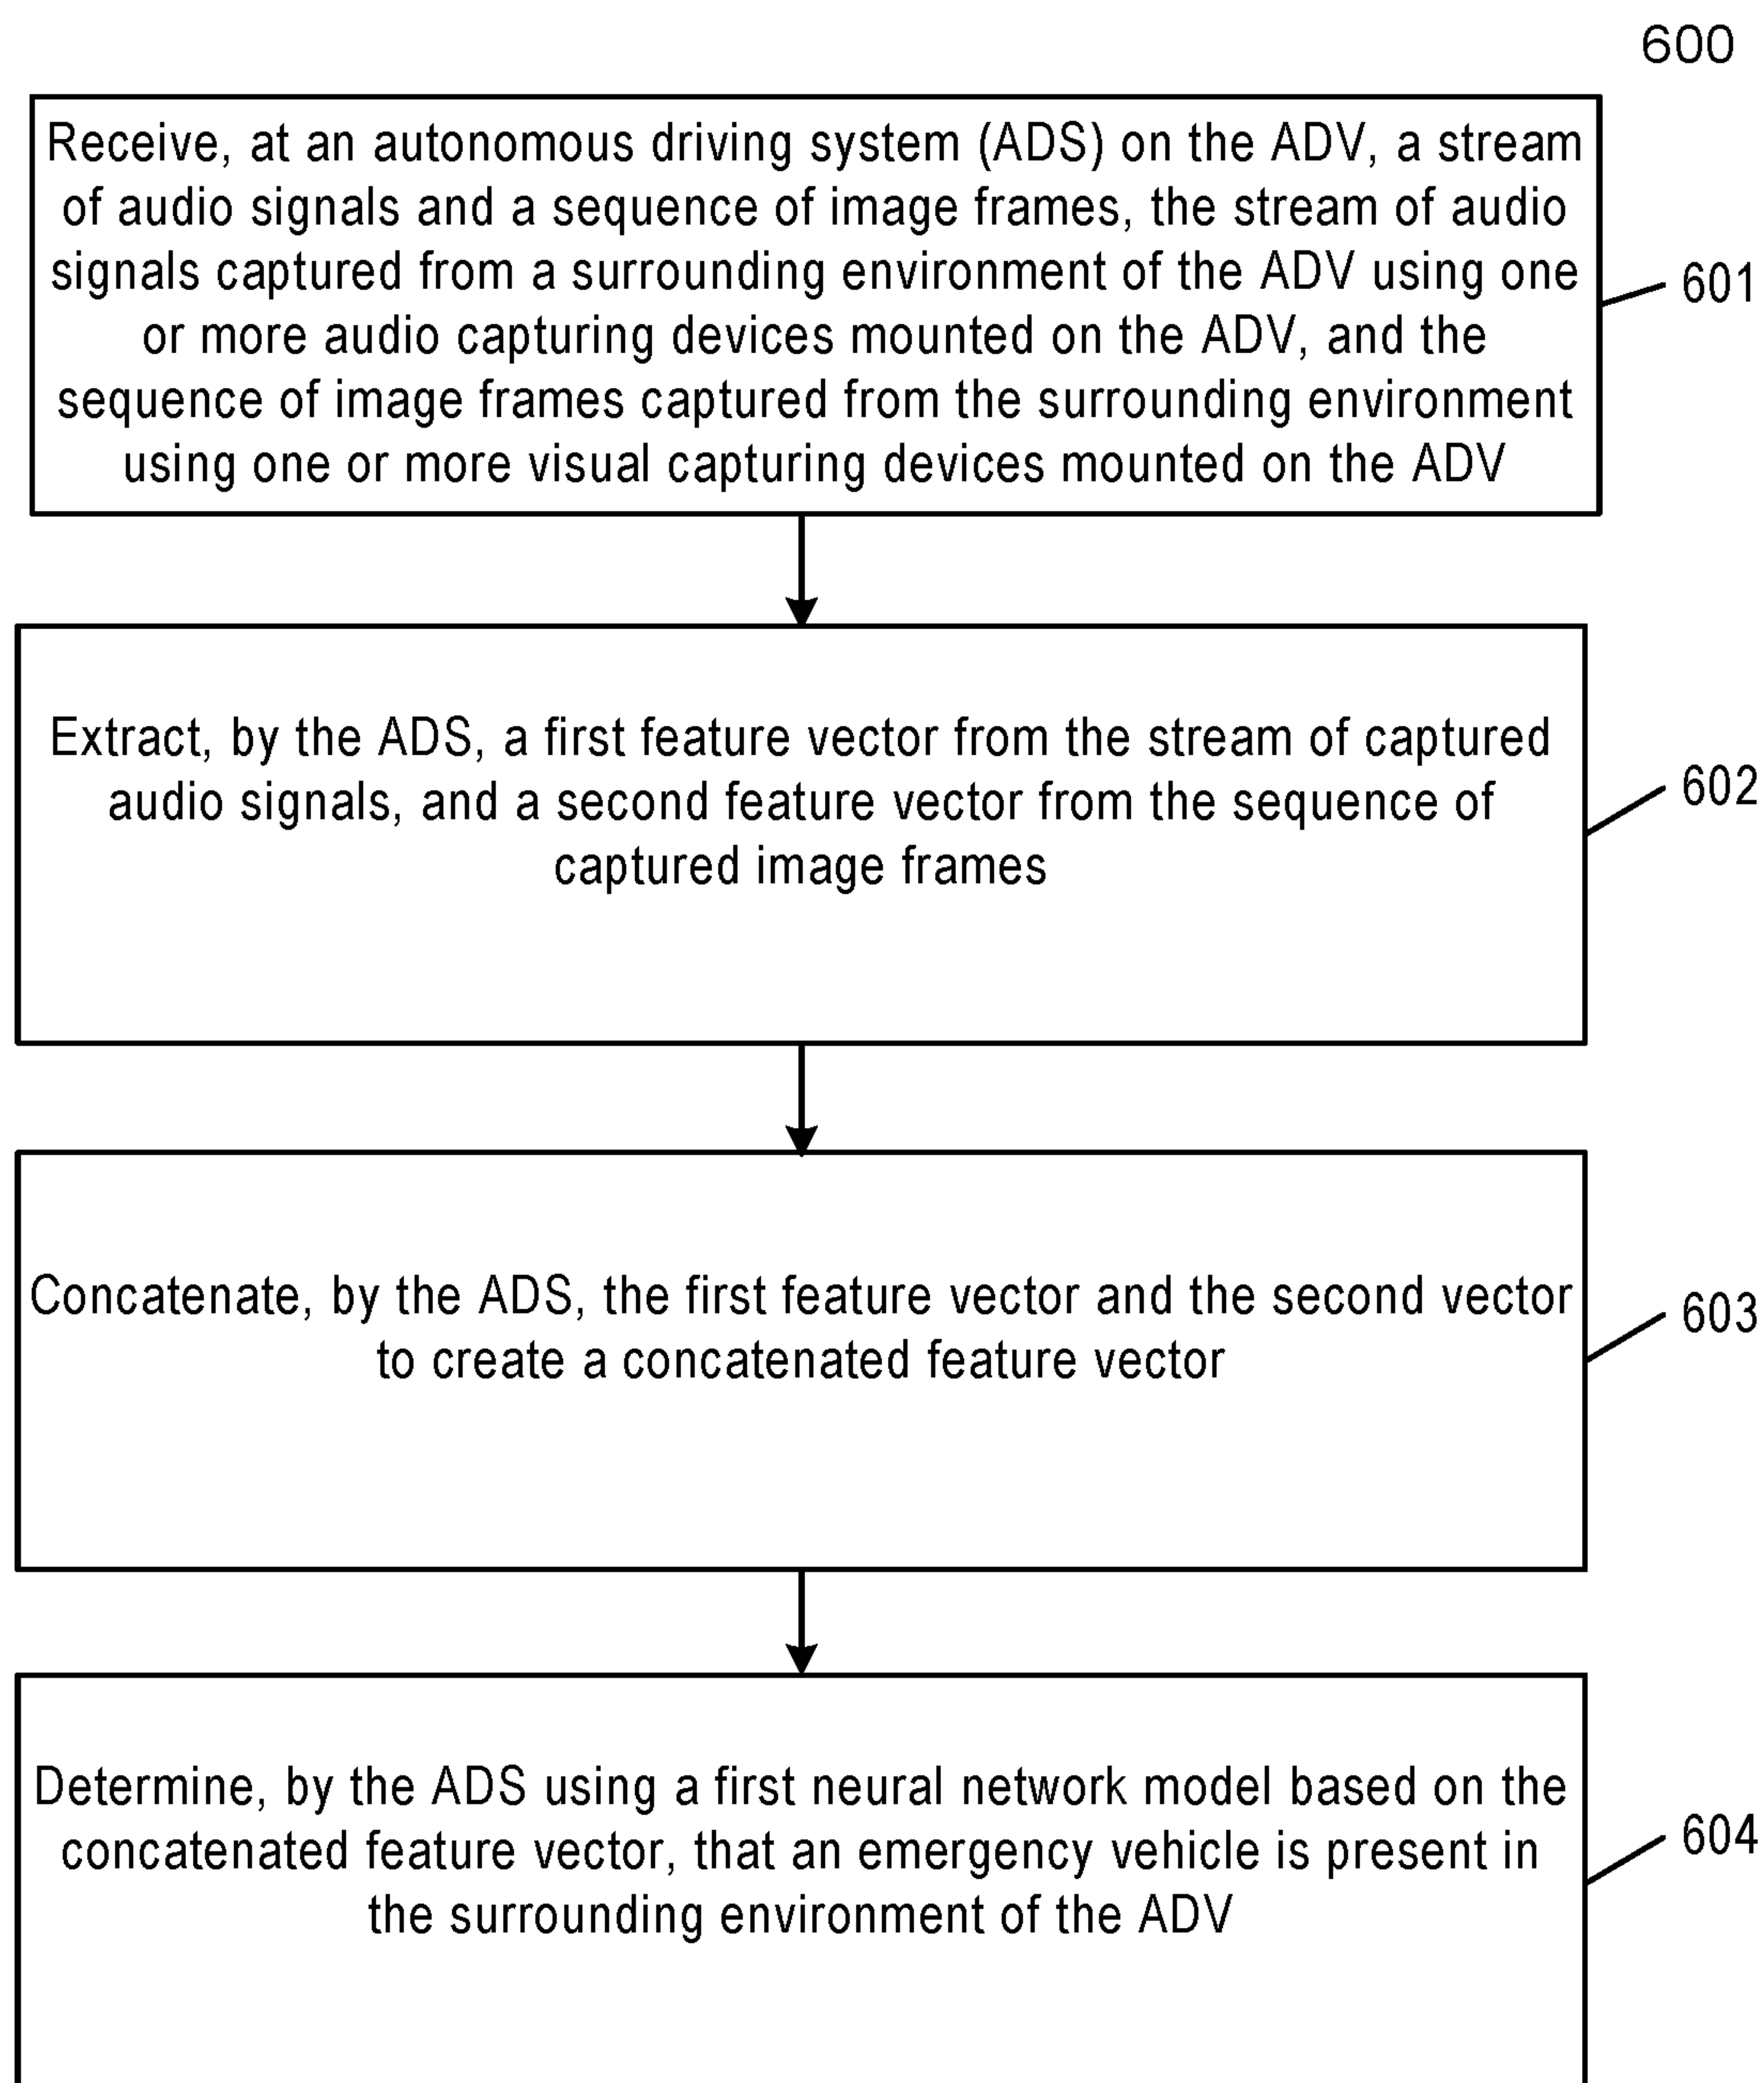 600
Receive, at an autonomous driving system (ADS) on the ADV, a stream
of audio signals and a sequence of image frames, the stream of audio
signals captured from a surrounding environment of the ADV using one
or more audio capturing devices mounted on the ADV, and the
sequence of image frames captured from the surrounding environment
using one or more visual capturing devices mounted on the ADV
601
Extract, by the ADS, a first feature vector from the stream of captured
audio signals, and a second feature vector from the sequence of
captured image frames
602
Concatenate, by the ADS, the first feature vector and the second vector
to create a concatenated feature vector
603
Determine, by the ADS using a first neural network model based on the
concatenated feature vector, that an emergency vehicle is present in
the surrounding environment of the ADV
604